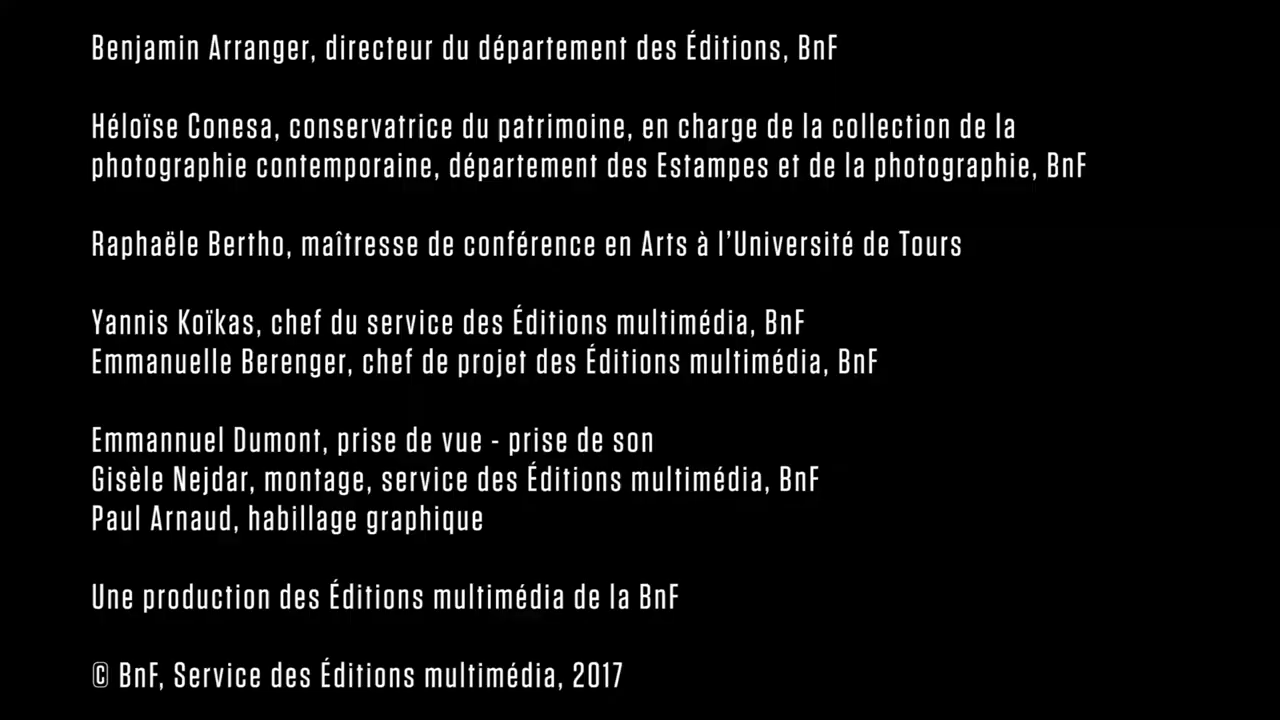 Benjamin Arranger, directeur du département des Éditions, BnF
Héloïse Conesa, conservatrice du patrimoine, en charge de la collection de la
photographie contemporaine, département des Estampes et de la photographie, BnF
Raphaële Bertho, maîtresse de conférence en Arts à l’Université de Tours
Yannis Koïkas, chef du service des Éditions multimédia, BnF
Emmanuelle Berenger, chef de projet des Éditions multimédia, BnF
Emmannuel Dumont, prise de vue - prise de son
Gisèle Nejdar, montage, service des Éditions multimédia, BnF
Paul Arnaud, habillage graphique
Une production des Éditions multimédia de la BnF
© BnF, Service des Éditions multimédia, 2017